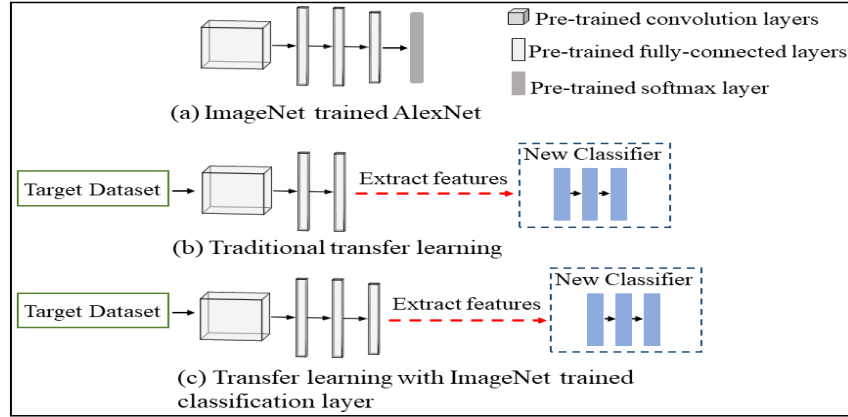 Pre-trained convolution layers
Pre-trained fully-connected layers
Pre-trained softmax layer
(a) ImageNet trained AlexNet
Target Dataset
Extract features
New Classifier
(b) Traditional transfer learning
Target Dataset
Extract features
New Classifier
(c) Transfer learning with ImageNet trained
classification layer